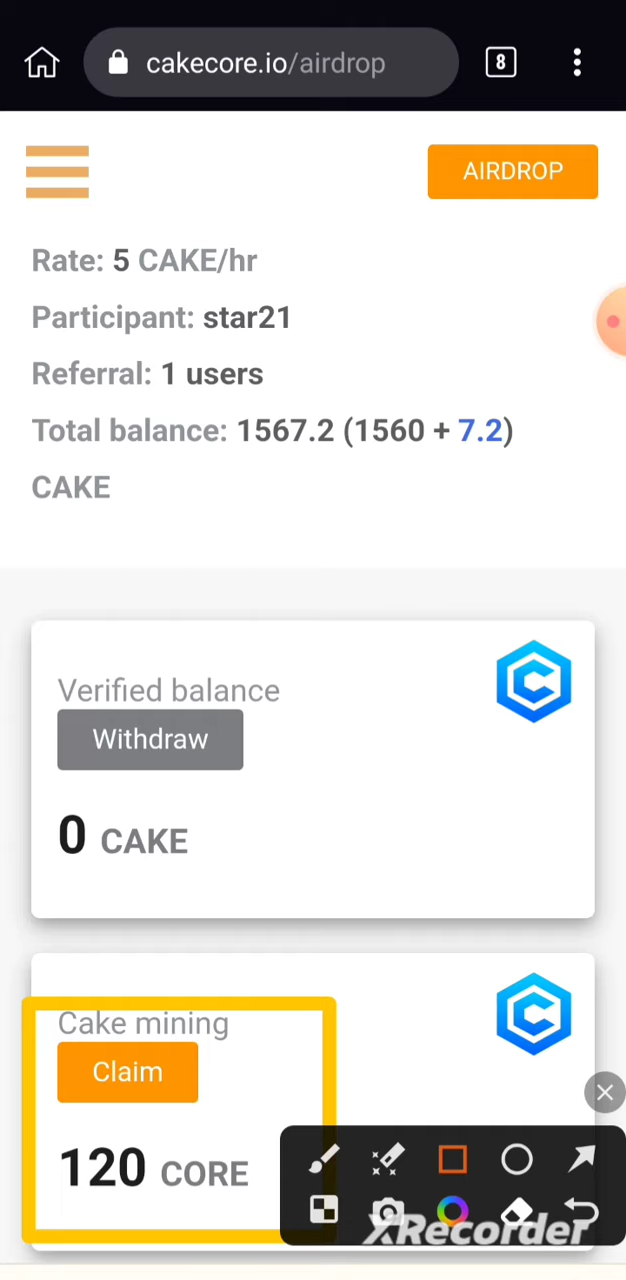 cakecore.io/airdrop
8
AIRDROP
Rate: 5 CAKE/hr
Participant: star21
Referral: 1 users
Total balance: 1567.2 (1560 + 7.2)
CAKE
Verified balance
Withdraw
0 CAKE
Cake mining
Claim
120 CORE
XRecorder